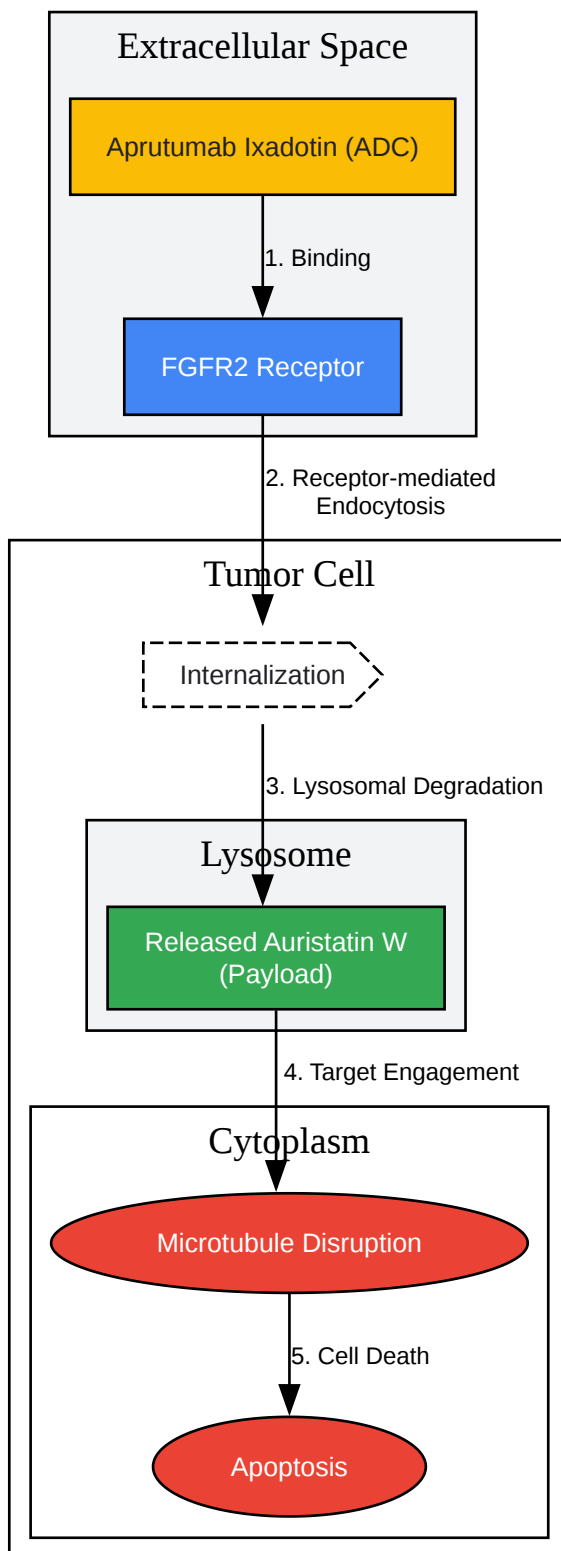 Extracellular Space
Aprutumab Ixadotin (ADC)
1. Binding
FGFR2 Receptor
2. Receptor-mediated
Endocytosis
Tumor Cell
Internalization
3. Lysosomal Degradation
Lysosome
Released Auristatin W
(Payload)
4. Target Engagement
Cytoplasm
Microtubule Disruption
5. Cell Death
Apoptosis